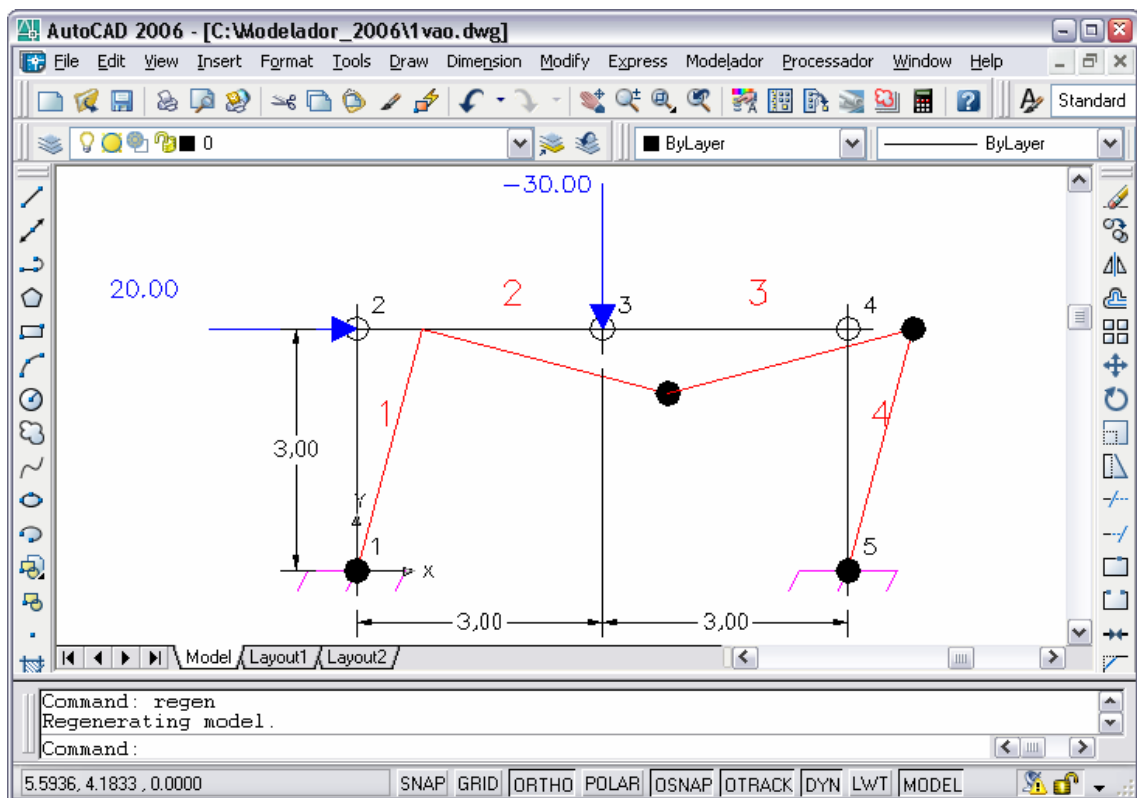 AutoCAD 2006 - [C:\Modelador_2006\1vao.dwg]
File Edit View Insert Format Tools Draw Dimension Modify Express Modelador Processador Window Help
Standard
0 ByLayer ByLayer
-30.00
20.00
2 2 3 3 4
1 4
3,00
Y
1 X 5
3,00 3,00
Model Layout1 Layout2
Command: regen
Regenerating model.
Command:
5.5936, 4.1833 , 0.0000 SNAP GRID ORTHO POLAR OSNAP OTRACK DYN LWT MODEL